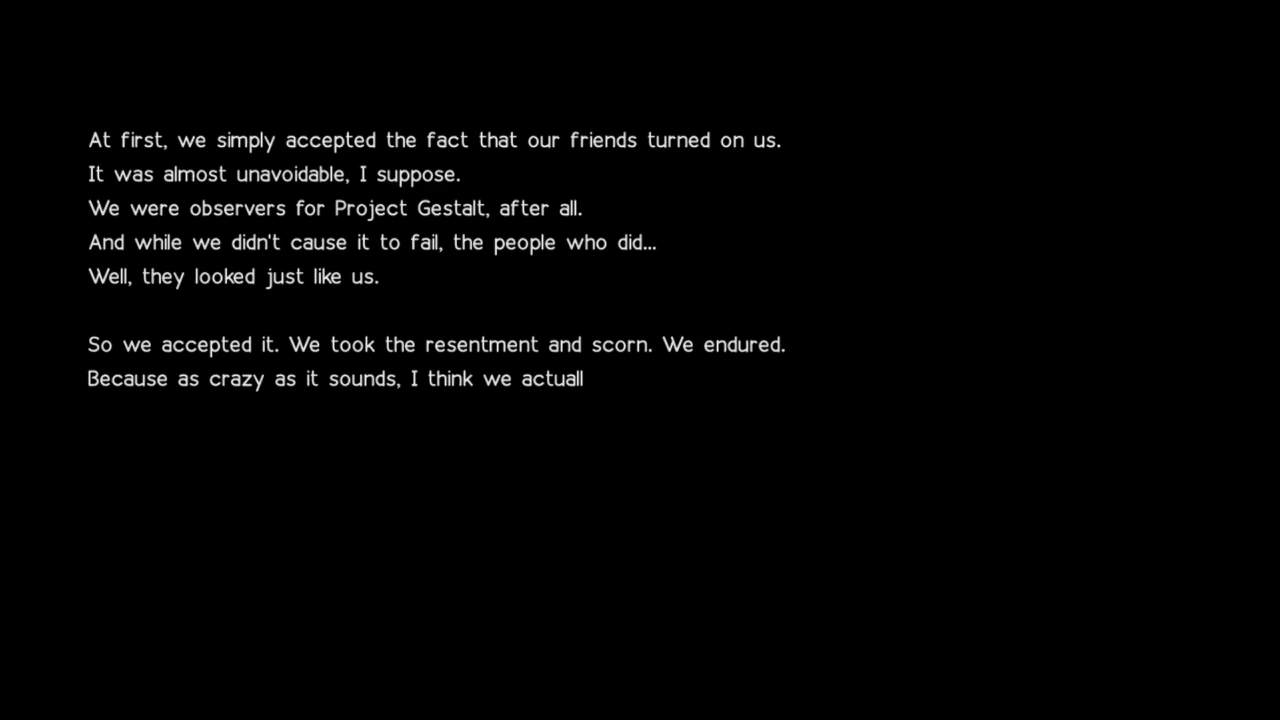 At first, we simply accepted the fact that our friends turned on us.
It was almost unavoidable, I suppose.
We were observers for Project Gestalt, after all.
And while we didn't cause it to fail, the people who did...
Well, they looked just like us.
So we accepted it. We took the resentment and scorn. We endured.
Because as crazy as it sounds, I think we actuall